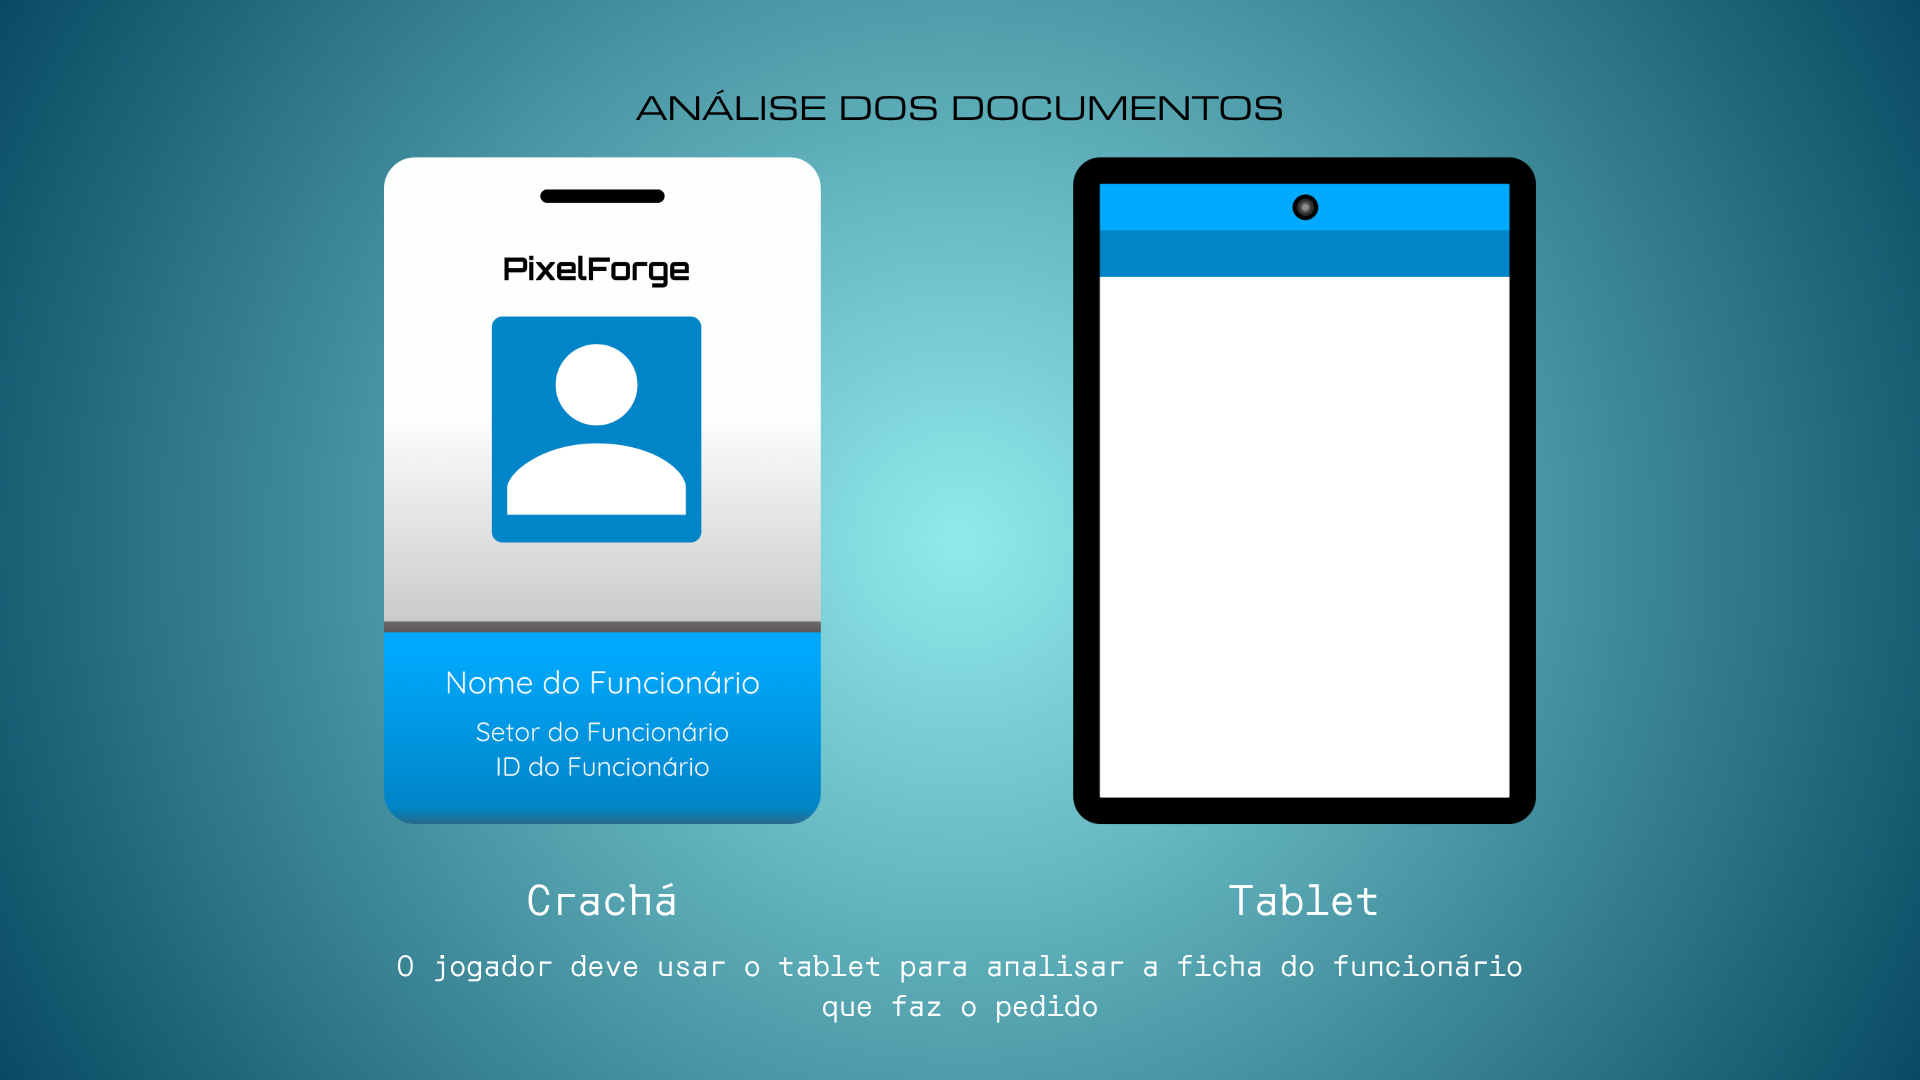 ANÁLISE DOS DOCUMENTOS
PixelForge
Nome do Funcionário
Setor do Funcionário
ID do Funcionário
Crachá
Tablet
O jogador deve usar o tablet para analisar a ficha do funcionário
que faz o pedido